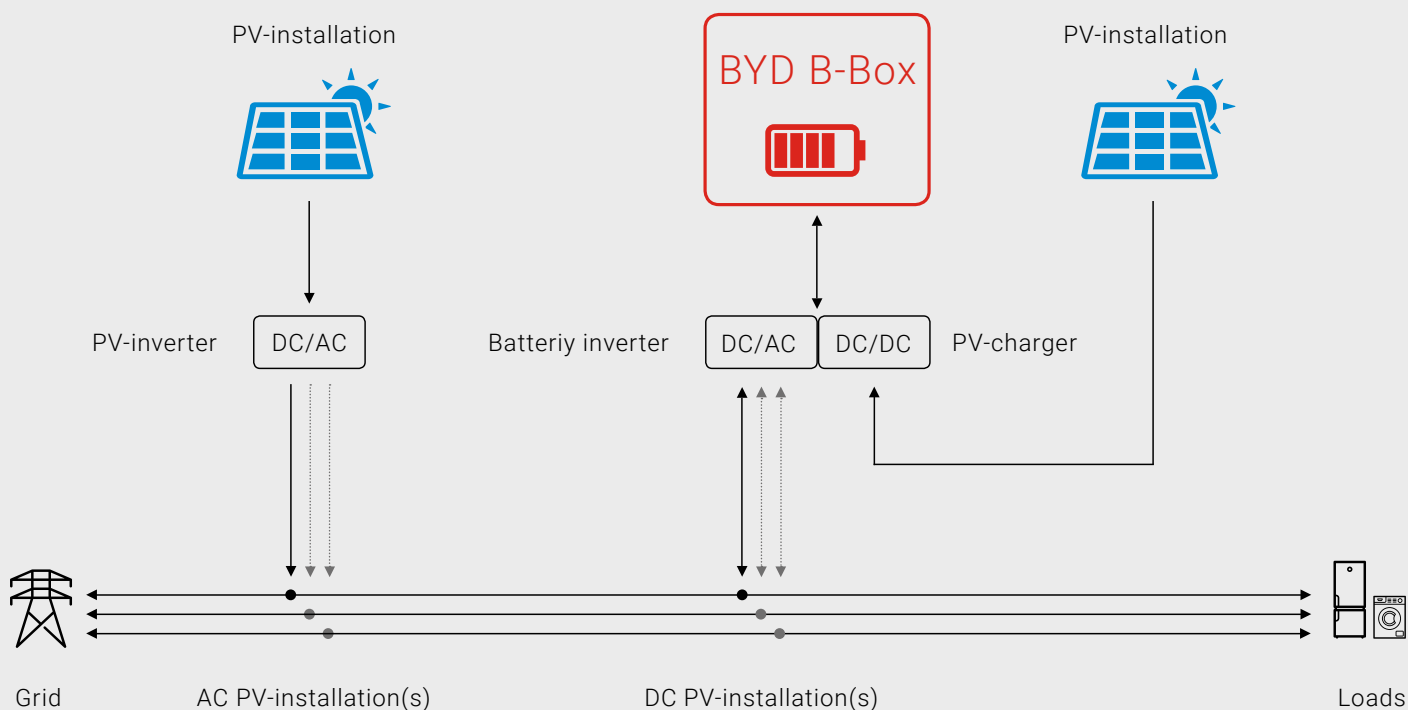 PV-installation
BYD B-Box
PV-installation
PV-inverter
DC/AC
Batteriy inverter
DC/AC
DC/DC
PV-charger
Grid
AC PV-installation(s)
DC PV-installation(s)
Loads